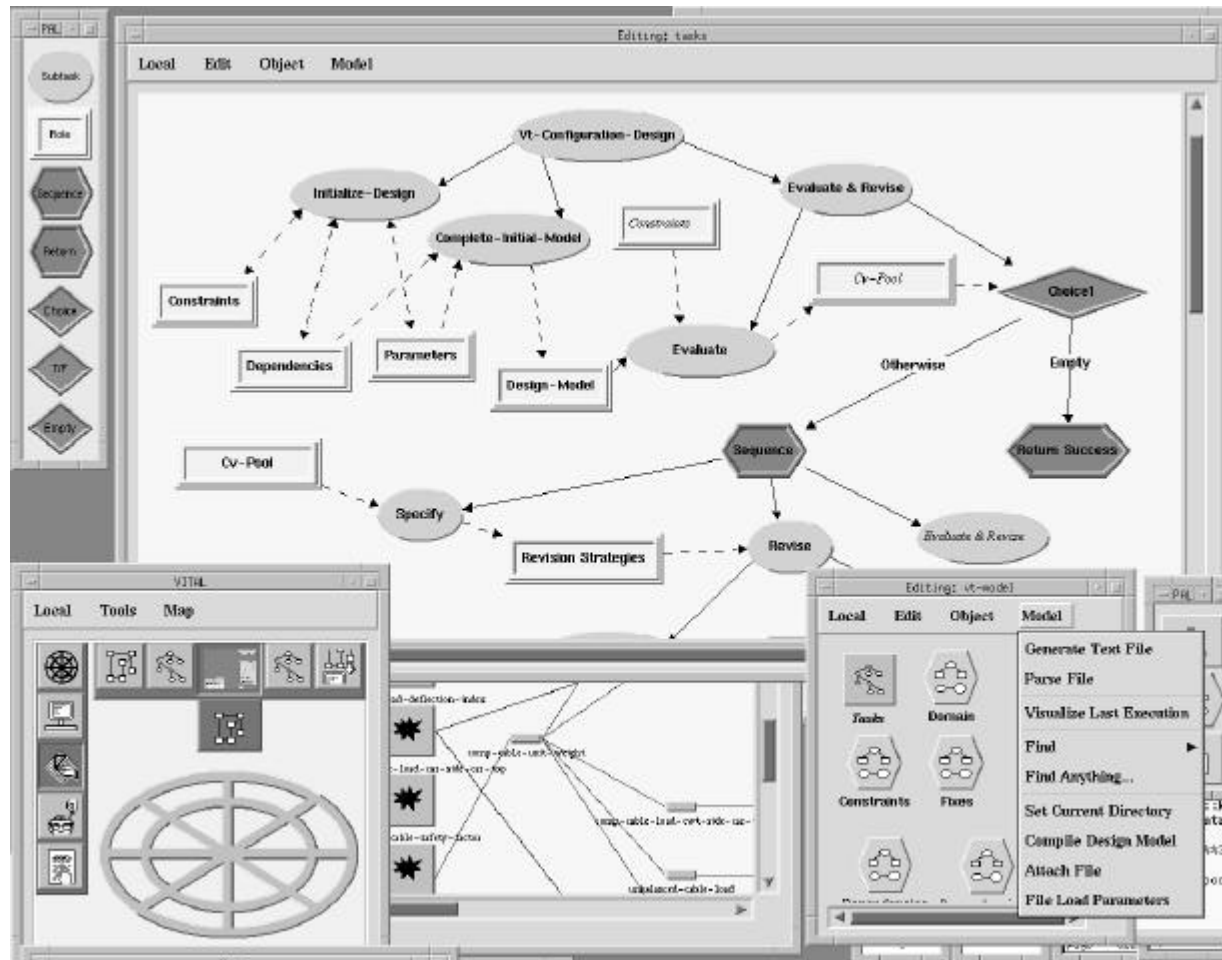 PAL
Subtask
Role
Sequence
Return
Choice
T/F
Empty
Editing: tasks
Local Edit Object Model
Vt-Configuration-Design
Initialize-Design
Evaluate & Revise
Complete-Initial-Model
Constraints
Cv-Pool
Choice1
Constraints
Dependencies
Parameters
Evaluate
Design-Model
Otherwise
Empty
Cv-Pool
Sequence
Return Success
Specify
Revision Strategies
Revise
Evaluate & Revise
VITAL
Local Tools Map
comp-cable-unit-weight
Editing: vt-model
Local Edit Object Model
Tasks
Domain
Constraints
Fixes
Generate Text File
Parse File
Visualize Last Execution
Find
Find Anything...
Set Current Directory
Compile Design Model
Attach File
File Load Parameters
PAL